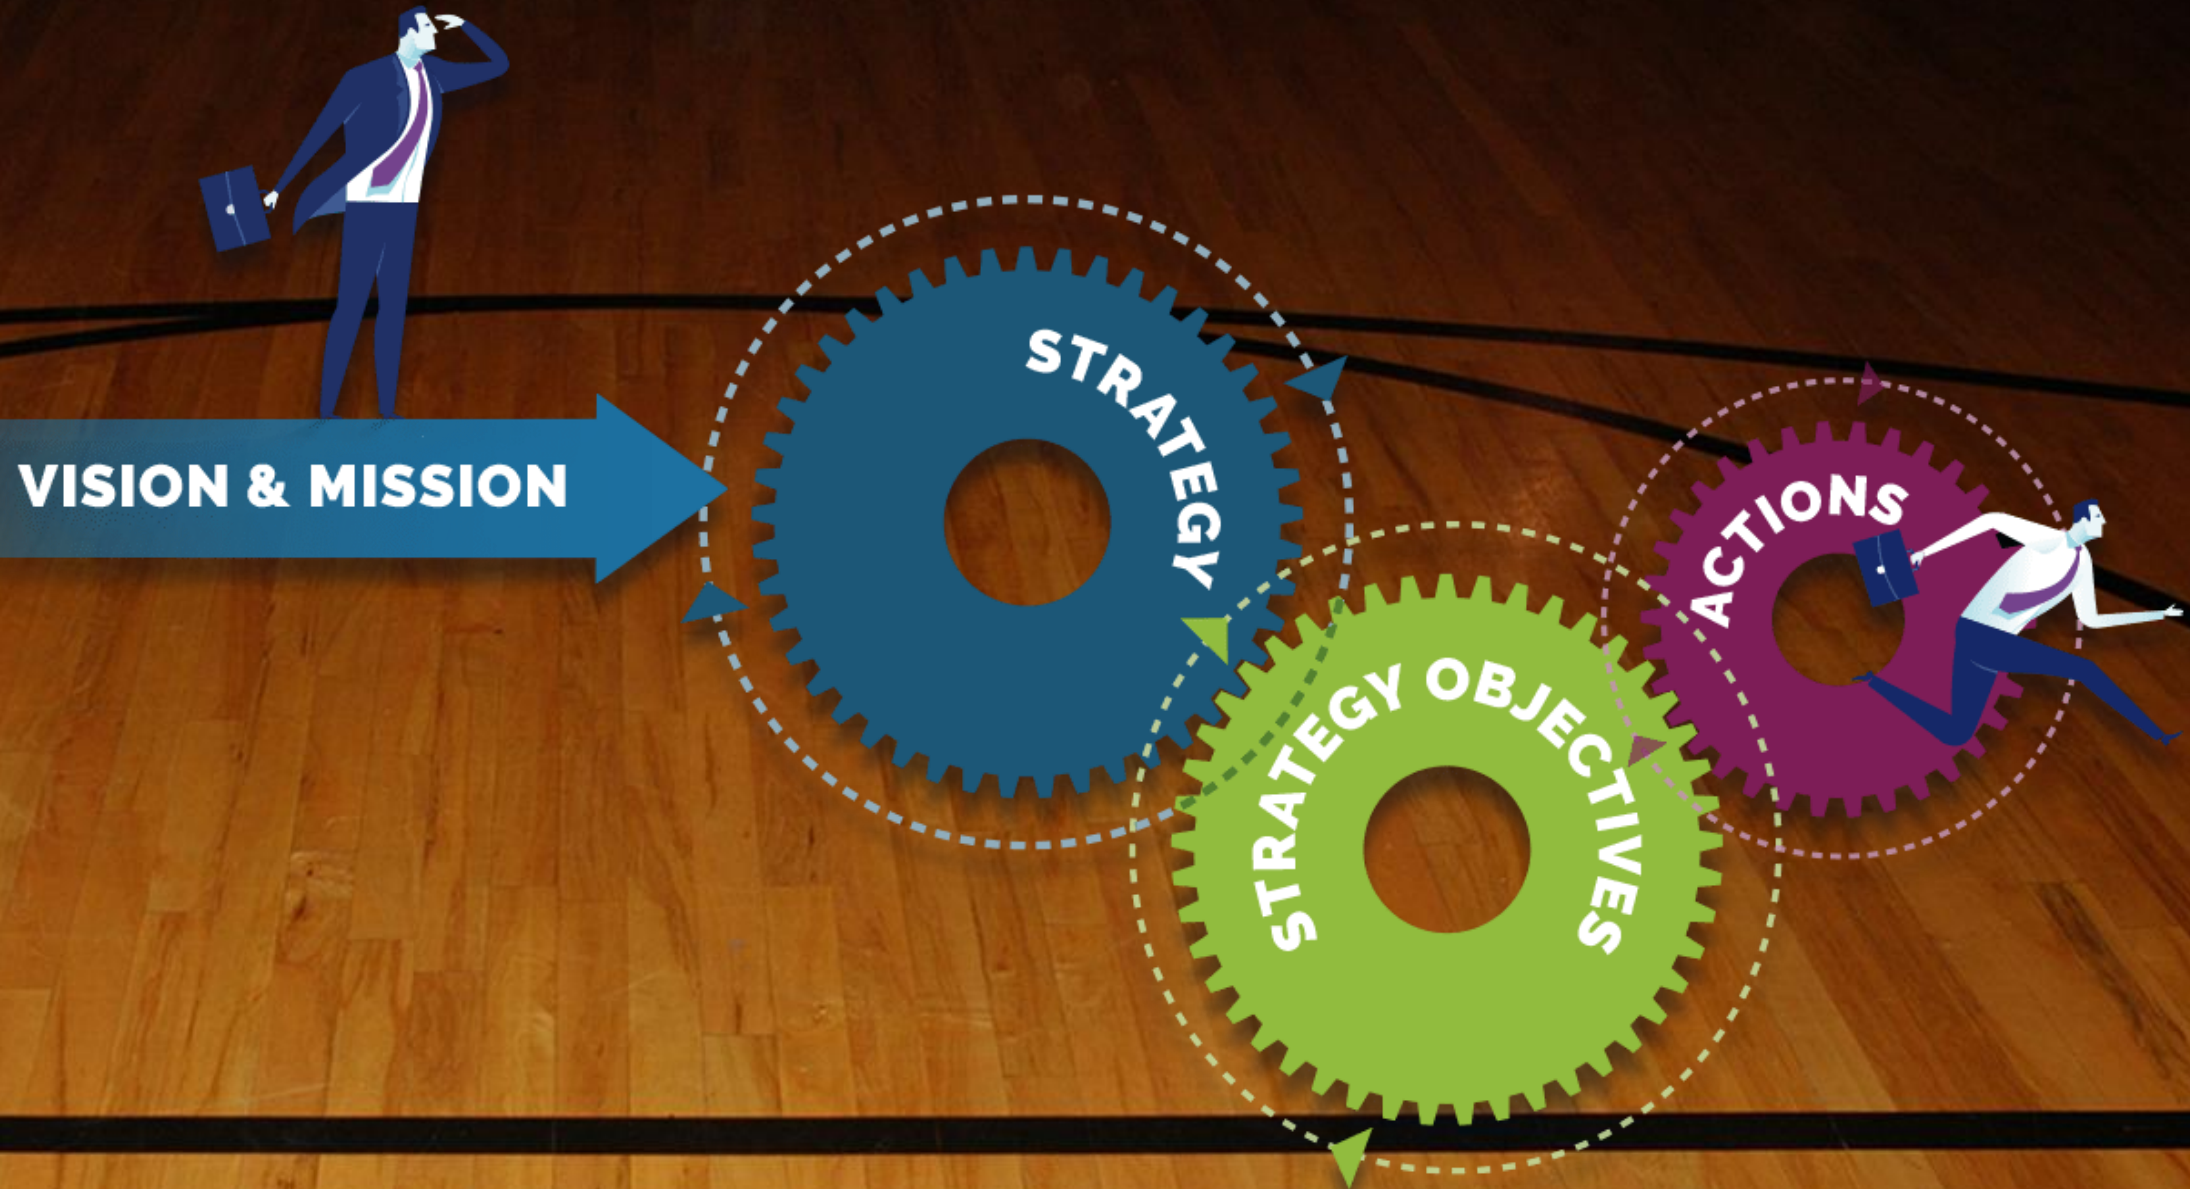 VISION & MISSION
STRATEGY
STRATEGY OBJECTIVES
ACTIONS